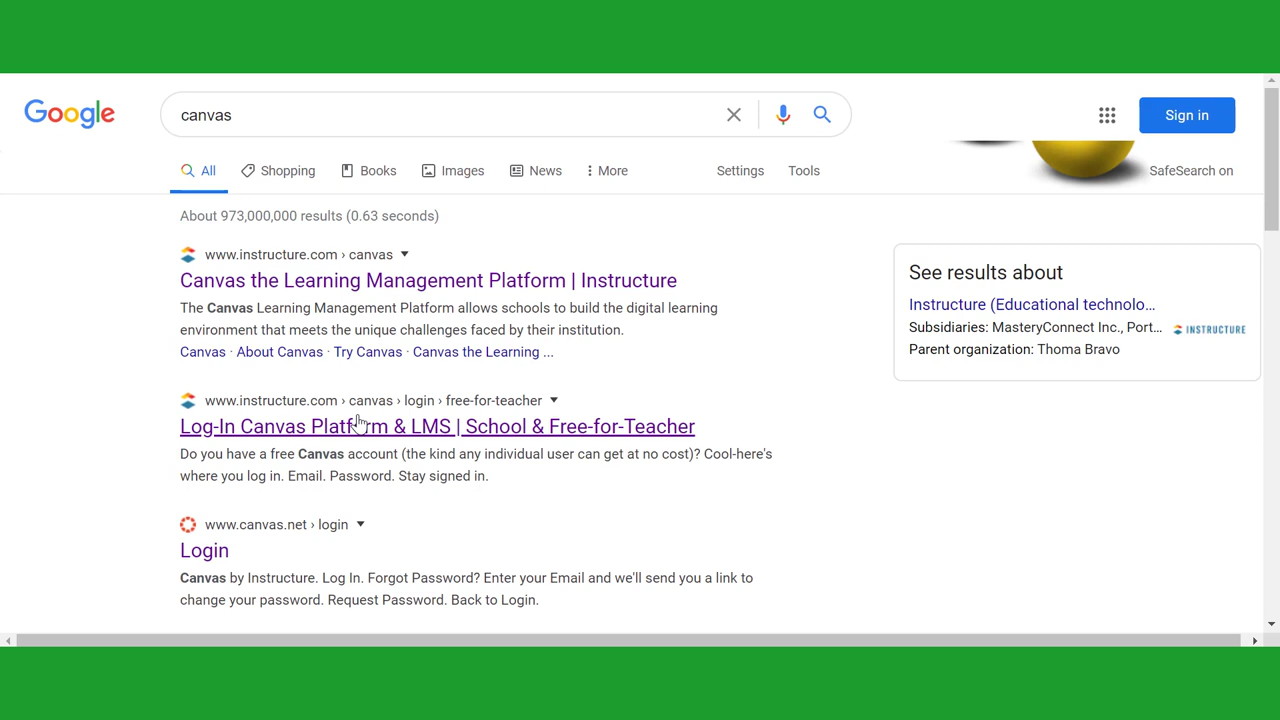 Google
canvas
Sign in
All
Shopping
Books
Images
News
More
Settings
Tools
SafeSearch on
About 973,000,000 results (0.63 seconds)
www.instructure.com › canvas
Canvas the Learning Management Platform | Instructure
The Canvas Learning Management Platform allows schools to build the digital learning
environment that meets the unique challenges faced by their institution.
Canvas · About Canvas · Try Canvas · Canvas the Learning ...
www.instructure.com › canvas › login › free-for-teacher
Log-In Canvas Platform & LMS | School & Free-for-Teacher
Do you have a free Canvas account (the kind any individual user can get at no cost)? Cool-here's
where you log in. Email. Password. Stay signed in.
www.canvas.net › login
Login
Canvas by Instructure. Log In. Forgot Password? Enter your Email and we'll send you a link to
change your password. Request Password. Back to Login.
See results about
Instructure (Educational technolo...
Subsidiaries: MasteryConnect Inc., Port...
Parent organization: Thoma Bravo
INSTRUCTURE